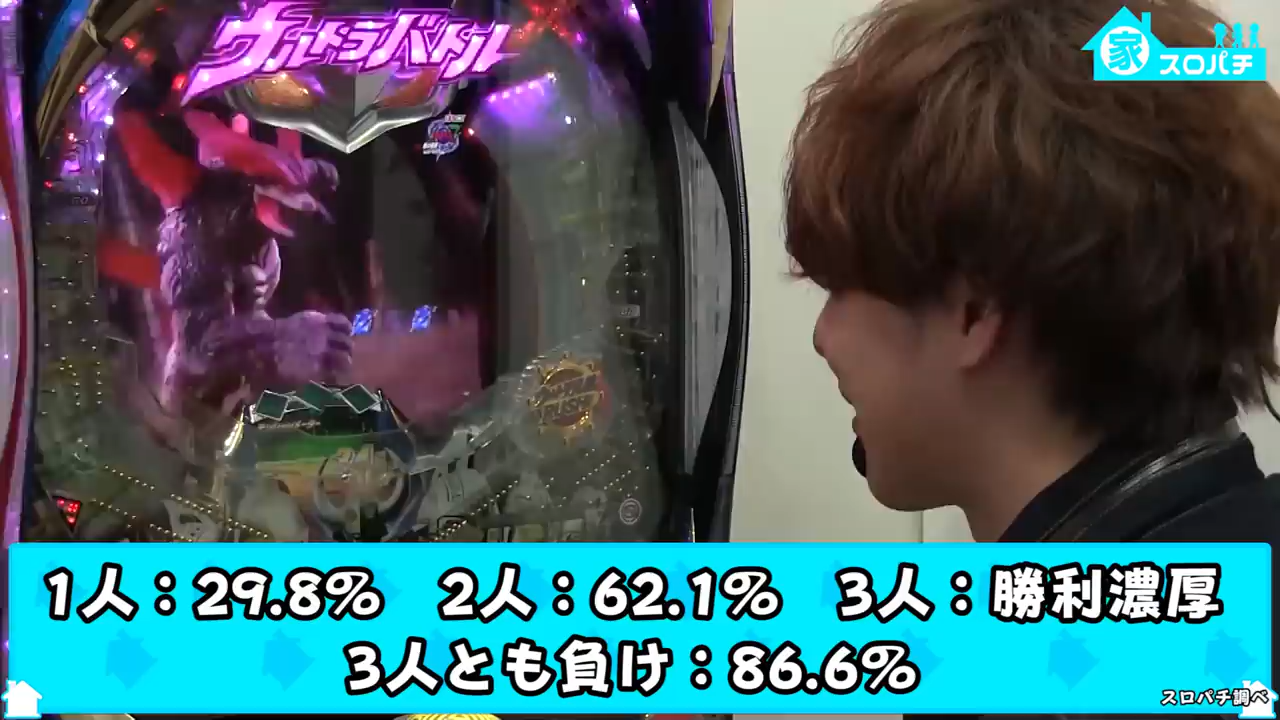 ウルトラバトル
家スロパチ
1人：29.8%　2人：62.1%　3人：勝利濃厚
3人とも負け：86.6%
スロパチ調べ